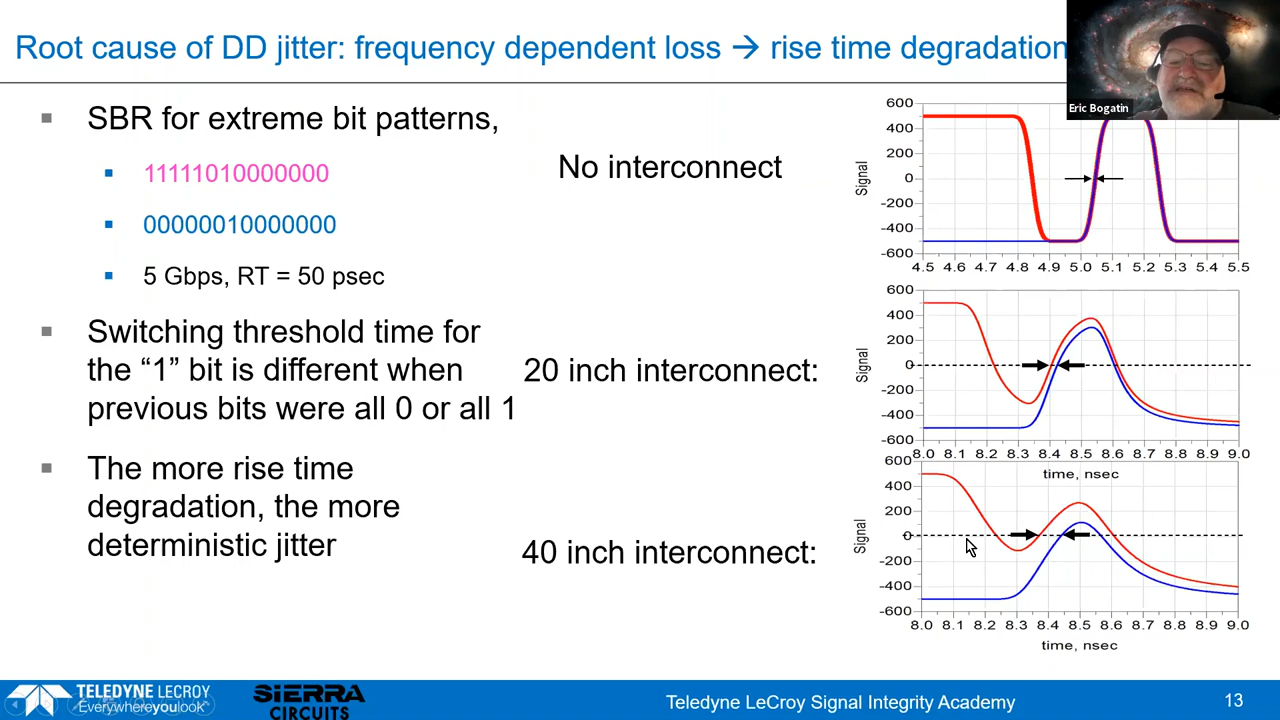 Root cause of DD jitter: frequency dependent loss → rise time degradation
Eric Bogatin
SBR for extreme bit patterns,
11111010000000
00000010000000
5 Gbps, RT = 50 psec
Switching threshold time for
the “1” bit is different when
previous bits were all 0 or all 1
The more rise time
degradation, the more
deterministic jitter
No interconnect
20 inch interconnect:
40 inch interconnect:
Signal
600
400
200
0
-200
-400
-600
4.5 4.6 4.7 4.8 4.9 5.0 5.1 5.2 5.3 5.4 5.5
Signal
600
400
200
0
-200
-400
-600
8.0 8.1 8.2 8.3 8.4 8.5 8.6 8.7 8.8 8.9 9.0
time, nsec
Signal
600
400
200
0
-200
-400
-600
8.0 8.1 8.2 8.3 8.4 8.5 8.6 8.7 8.8 8.9 9.0
time, nsec
TELEDYNE LECROY
Everywhereyoulook
SIERRA
CIRCUITS
Teledyne LeCroy Signal Integrity Academy
13